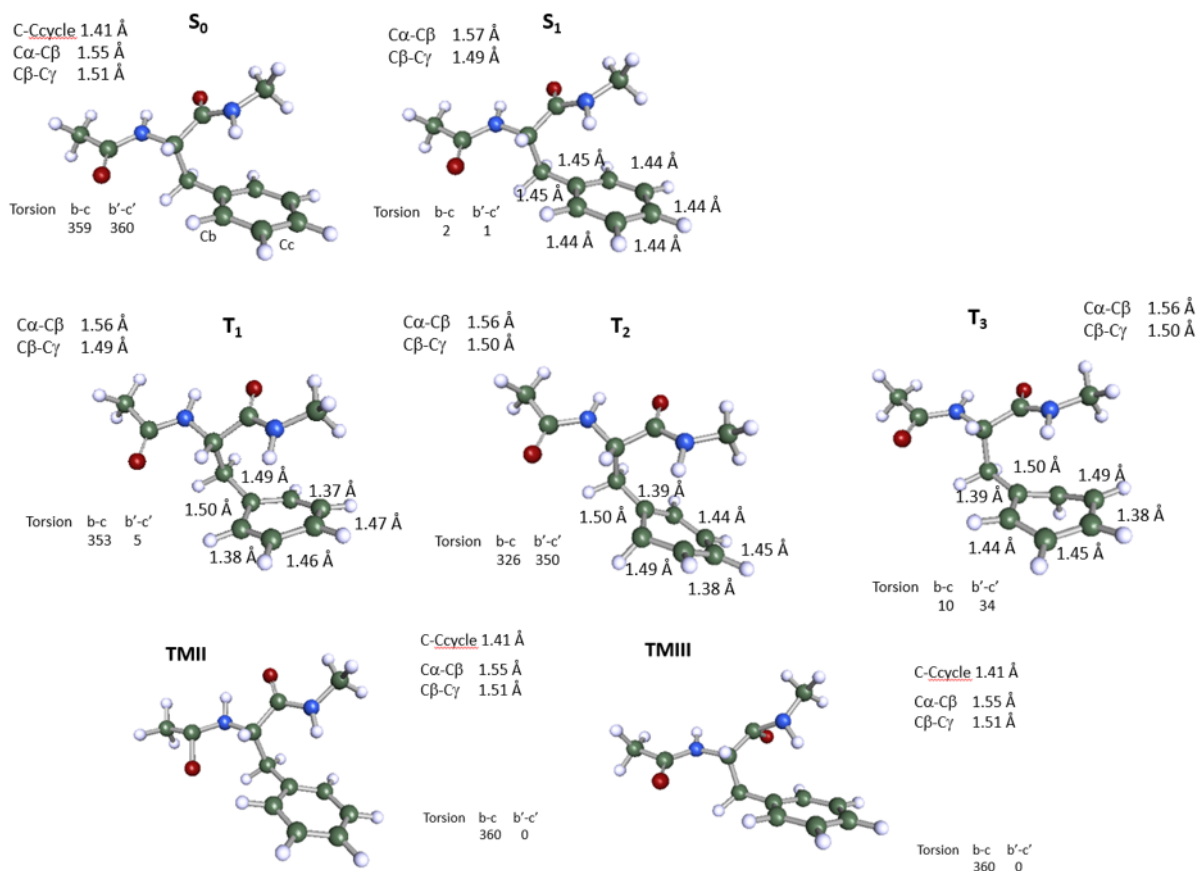 S0
C-Ccycle 1.41 Å
Cα-Cβ 1.55 Å
Cβ-Cγ 1.51 Å
Torsion b-c b’-c’
359 360
Cb
Cc
S1
Cα-Cβ 1.57 Å
Cβ-Cγ 1.49 Å
1.45 Å
1.44 Å
1.45 Å
1.44 Å
1.44 Å
1.44 Å
Torsion b-c b’-c’
2 1
T1
Cα-Cβ 1.56 Å
Cβ-Cγ 1.49 Å
1.49 Å
1.37 Å
1.50 Å
1.47 Å
1.38 Å
1.46 Å
Torsion b-c b’-c’
353 5
T2
Cα-Cβ 1.56 Å
Cβ-Cγ 1.50 Å
1.39 Å
1.50 Å
1.44 Å
1.45 Å
1.49 Å
1.38 Å
Torsion b-c b’-c’
326 350
T3
Cα-Cβ 1.56 Å
Cβ-Cγ 1.50 Å
1.50 Å
1.49 Å
1.39 Å
1.38 Å
1.44 Å
1.45 Å
Torsion b-c b’-c’
10 34
TMII
C-Ccycle 1.41 Å
Cα-Cβ 1.55 Å
Cβ-Cγ 1.51 Å
Torsion b-c b’-c’
360 0
TMIII
C-Ccycle 1.41 Å
Cα-Cβ 1.55 Å
Cβ-Cγ 1.51 Å
Torsion b-c b’-c’
360 0